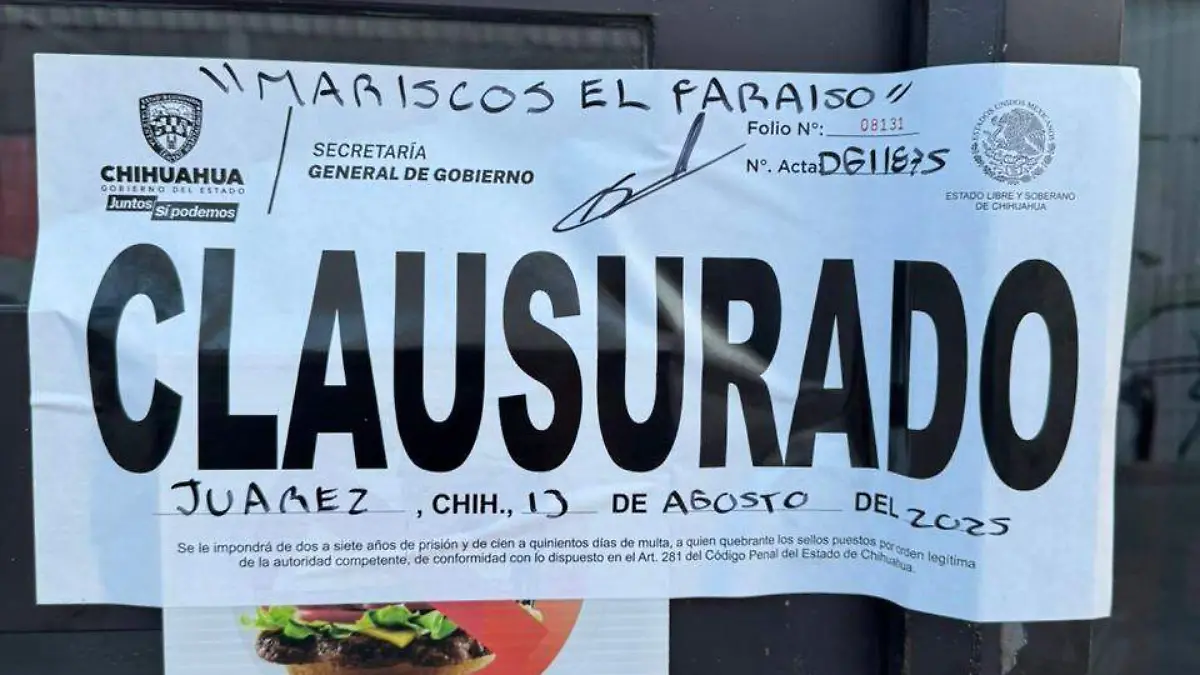 "MARISCOS EL PARAISO"
CHIHUAHUA
GOBIERNO DEL ESTADO
Juntos Sí podemos
SECRETARÍA
GENERAL DE GOBIERNO
Folio N°: 08131
N°. Acta DG11875
ESTADOS UNIDOS MEXICANOS
ESTADO LIBRE Y SOBERANO
DE CHIHUAHUA
CLAUSURADO
JUAREZ, CHIH., 13 DE AGOSTO DEL 2025
Se le impondrá de dos a siete años de prisión y de cien a quinientos días de multa, a quien quebrante los sellos puestos por orden legítima
de la autoridad competente, de conformidad con lo dispuesto en el Art. 281 del Código Penal del Estado de Chihuahua.